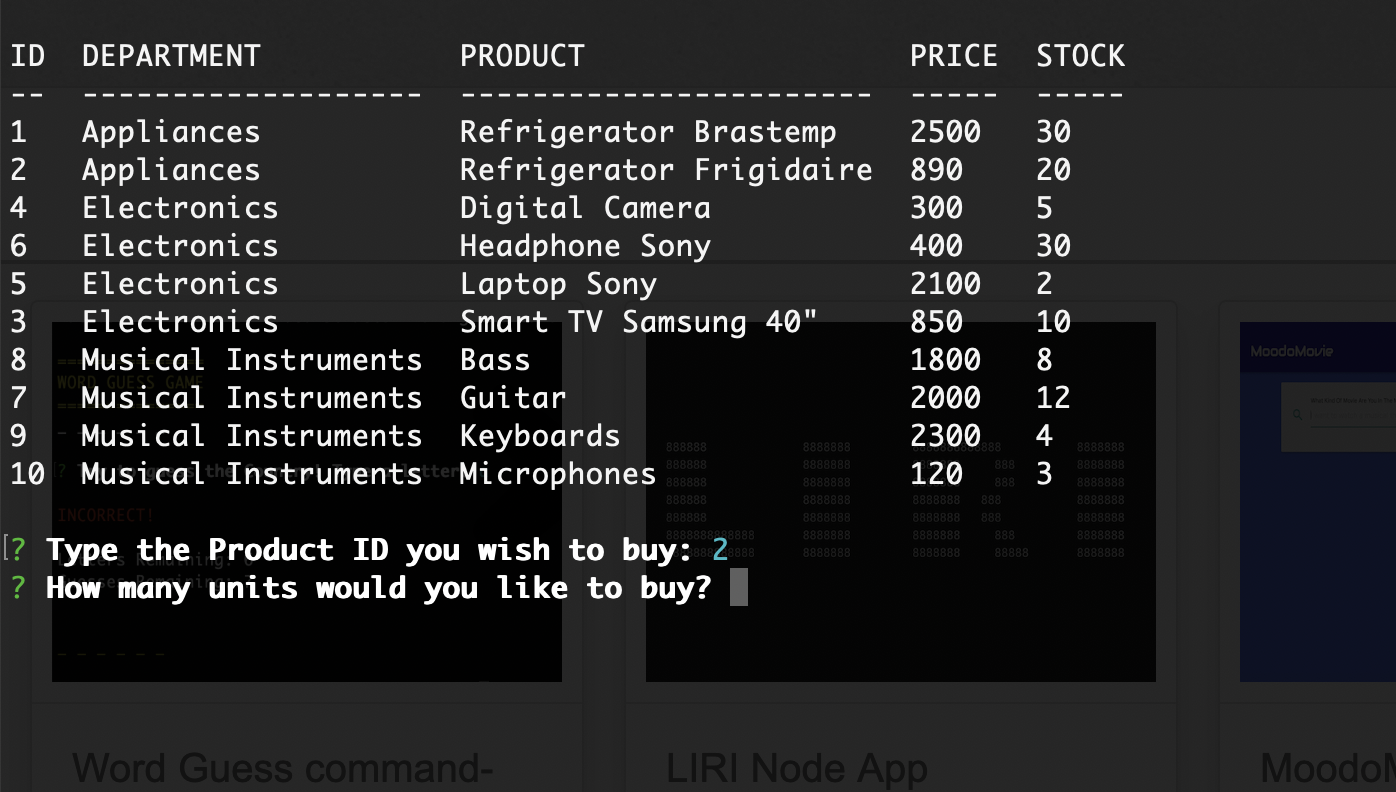 ID DEPARTMENT PRODUCT PRICE STOCK
-- ------------------- ----------------------- ----- -----
1 Appliances Refrigerator Brastemp 2500 30
2 Appliances Refrigerator Frigidaire 890 20
4 Electronics Digital Camera 300 5
6 Electronics Headphone Sony 400 30
5 Electronics Laptop Sony 2100 2
3 Electronics Smart TV Samsung 40" 850 10
8 Musical Instruments Bass 1800 8
7 Musical Instruments Guitar 2000 12
9 Musical Instruments Keyboards 2300 4
10 Musical Instruments Microphones 120 3
? Type the Product ID you wish to buy: 2
? How many units would you like to buy?
MoodoMovie
WORD GUESS GAME
INCORRECT!
Word Guess command-
LIRI Node App